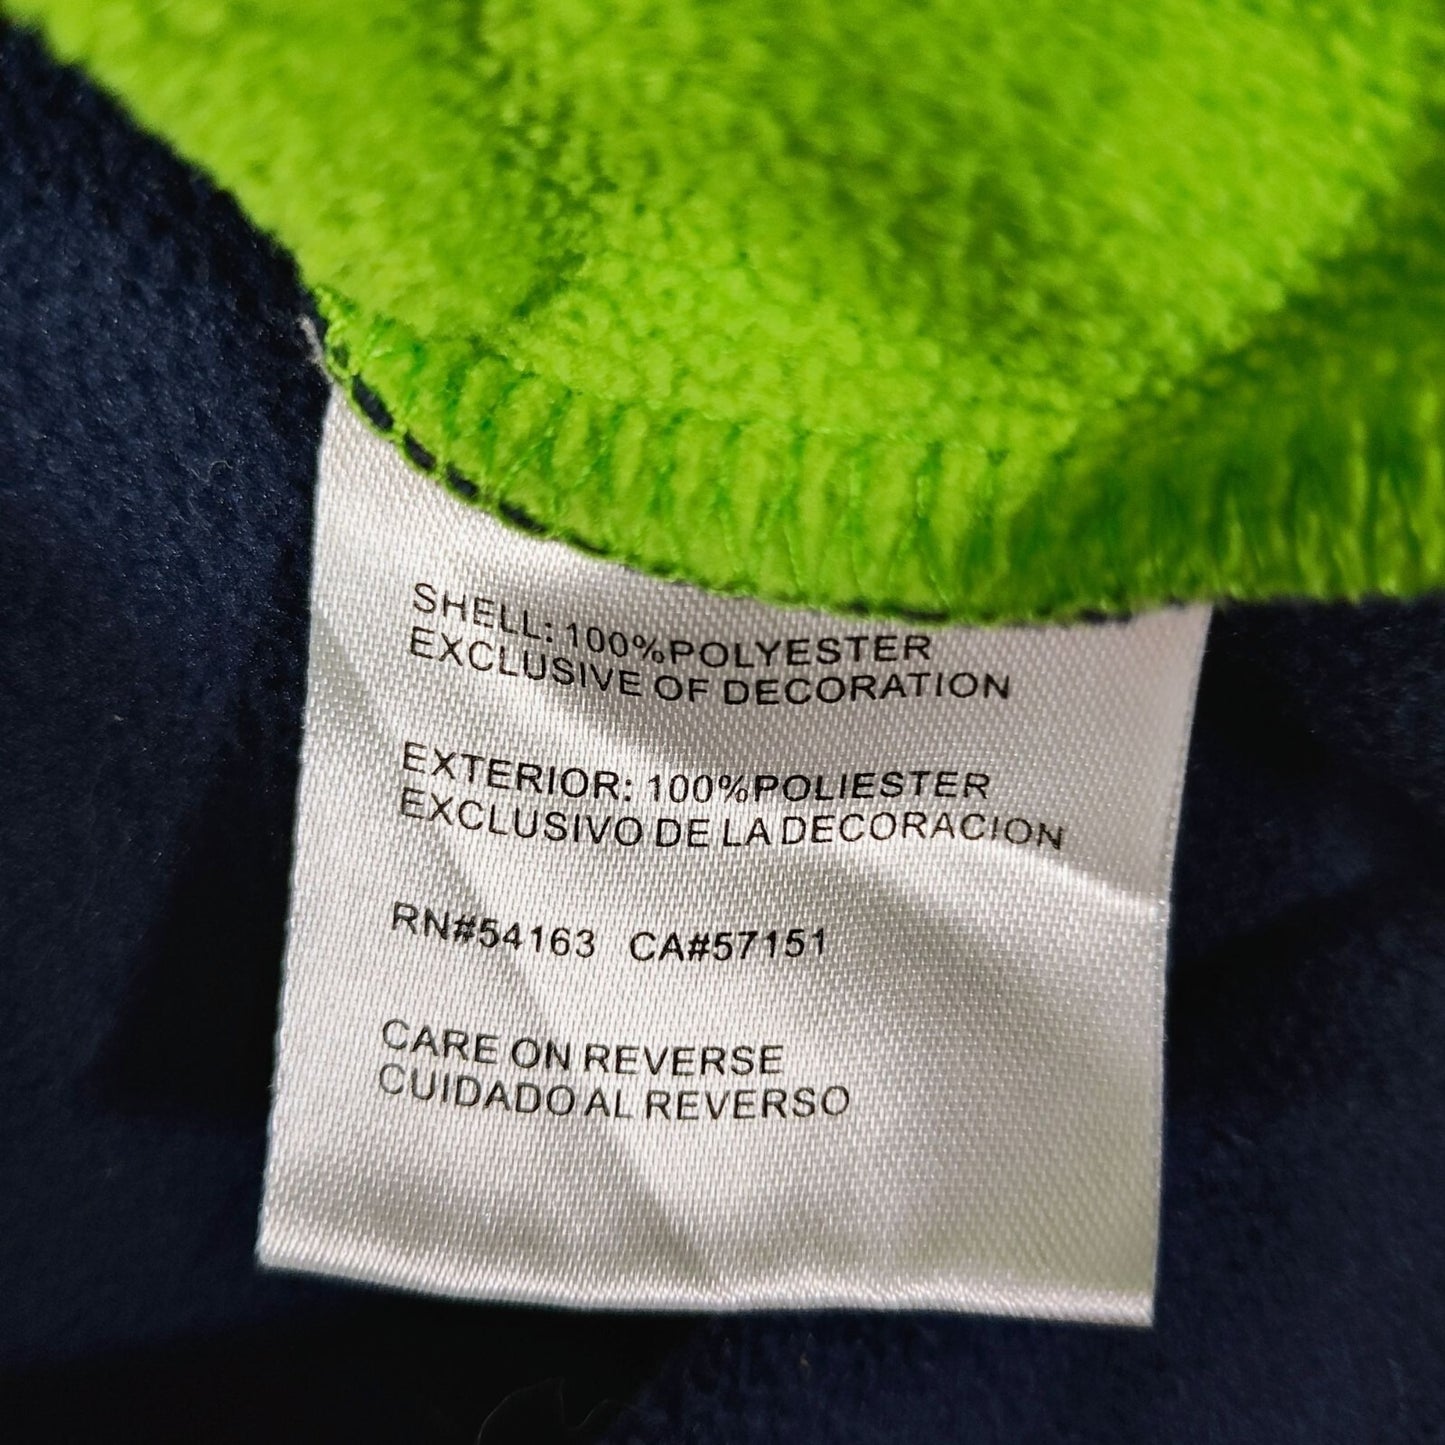 SHELL: 100%POLYESTER
EXCLUSIVE OF DECORATION
EXTERIOR: 100%POLIESTER
EXCLUSIVO DE LA DECORACION
RN#54163 CA#57151
CARE ON REVERSE
CUIDADO AL REVERSO